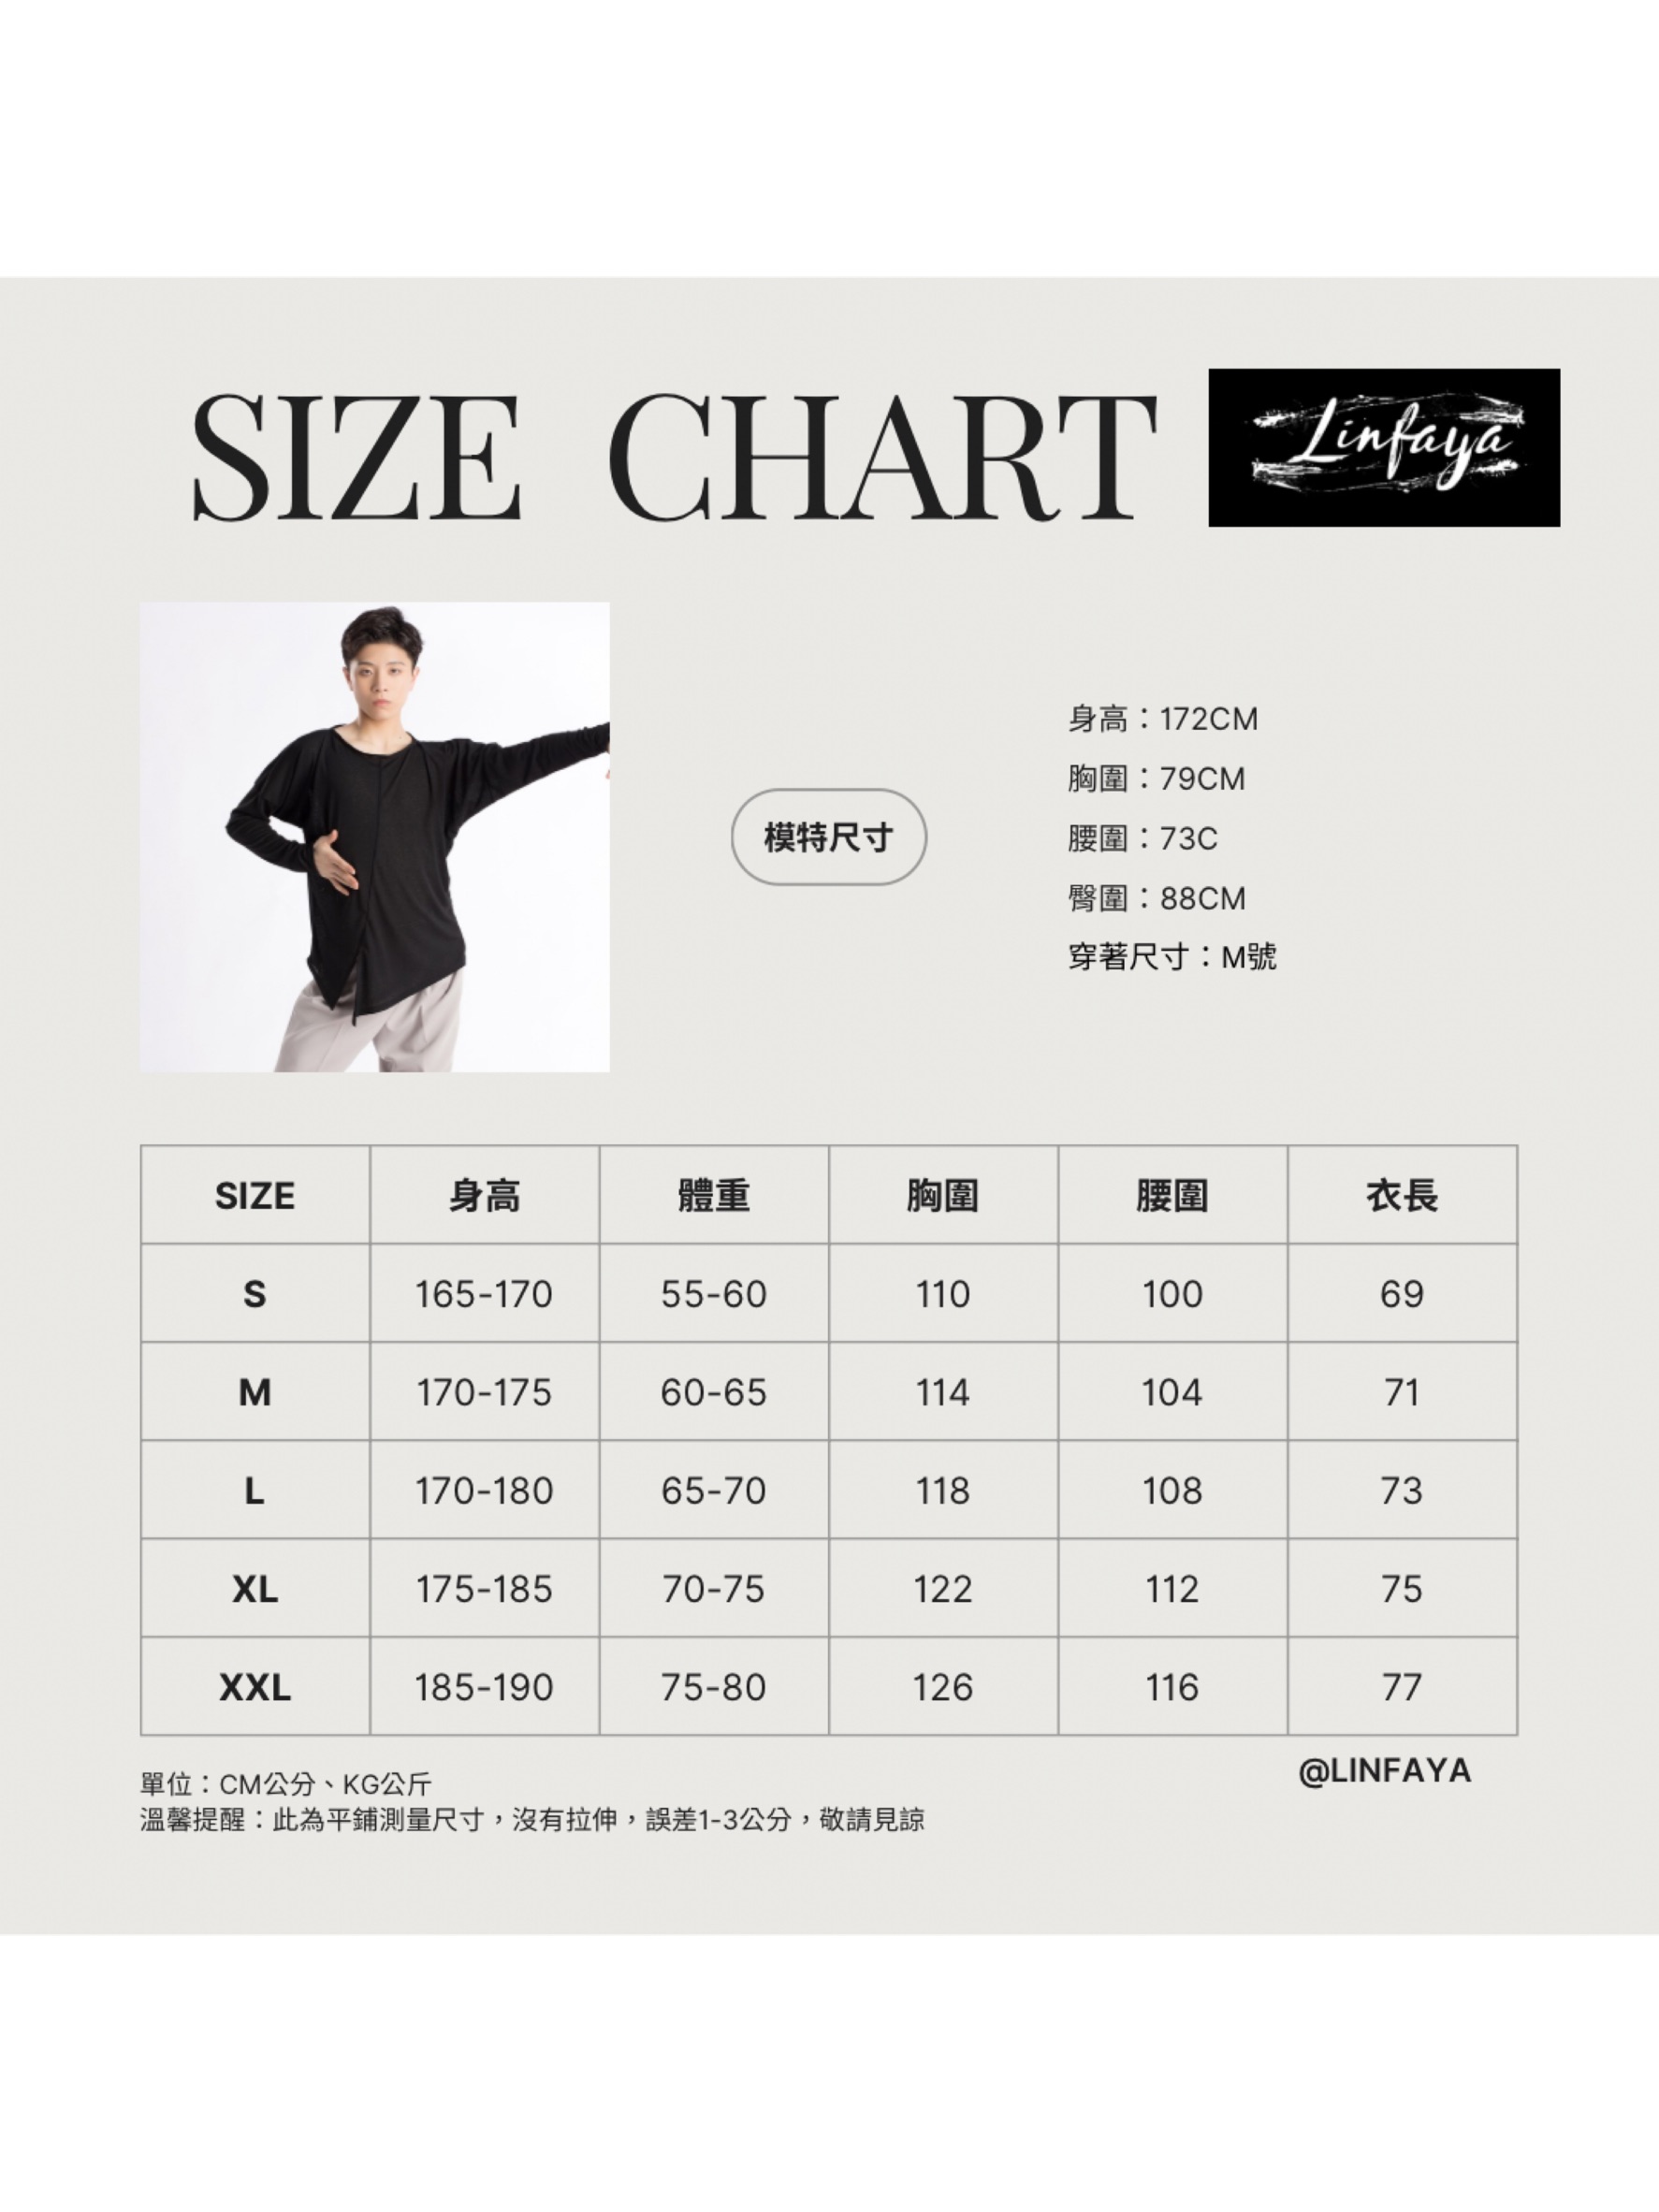 SIZE CHART
Linfaya
模特尺寸
身高：172CM
胸圍：79CM
腰圍：73C
臀圍：88CM
穿著尺寸：M號
SIZE 身高 體重 胸圍 腰圍 衣長
S 165-170 55-60 110 100 69
M 170-175 60-65 114 104 71
L 170-180 65-70 118 108 73
XL 175-185 70-75 122 112 75
XXL 185-190 75-80 126 116 77
@LINFAYA
單位：CM公分、KG公斤
溫馨提醒：此為平鋪測量尺寸，沒有拉伸，誤差1-3公分，敬請見諒